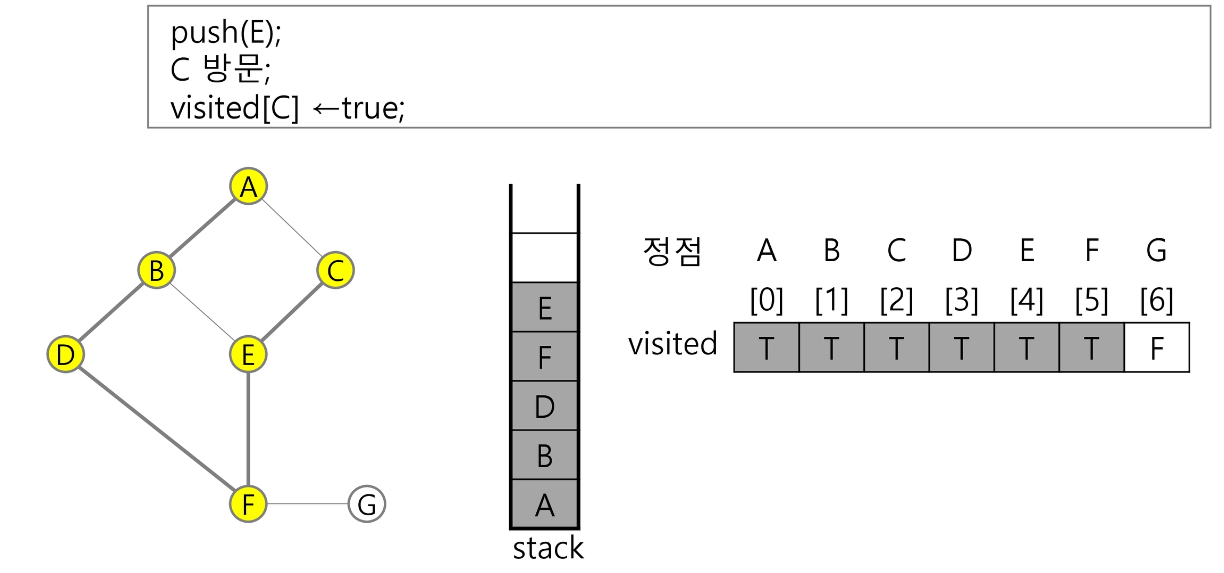 push(E);
C 방문;
visited[C] ←true;
A
B
C
D
E
F
G
E
F
D
B
A
stack
정점 A B C D E F G
[0] [1] [2] [3] [4] [5] [6]
visited T T T T T T F